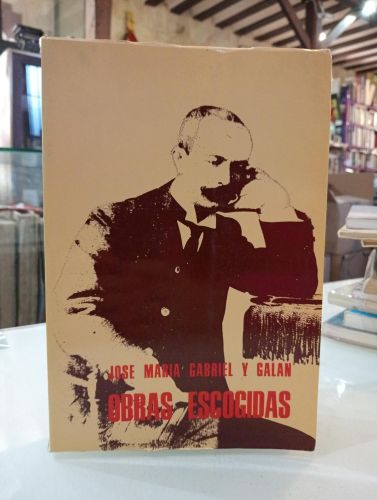 JOSE MARIA GABRIEL Y GALAN
OBRAS ESCOGIDAS